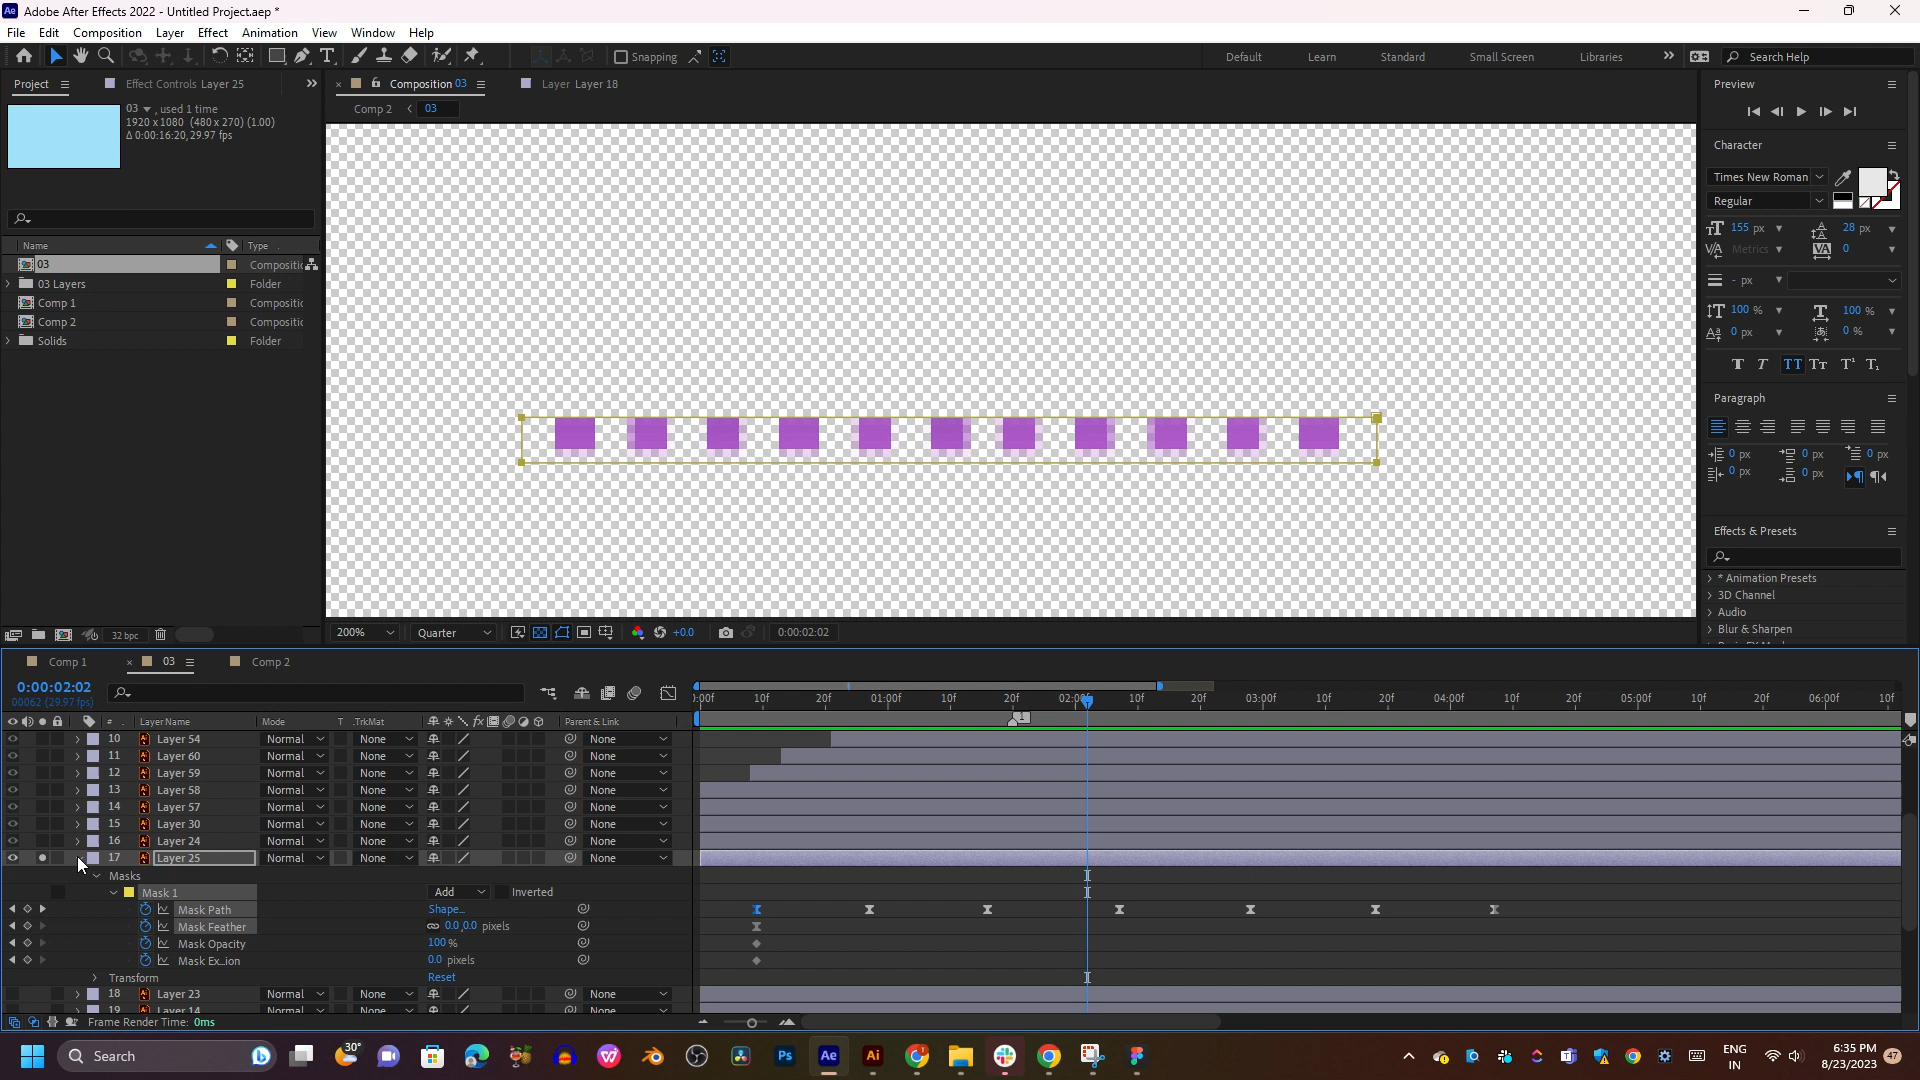 Adobe After Effects 2022 - Untitled Project.aep *
File Edit Composition Layer Effect Animation View Window Help
Snapping
Default Learn Standard Small Screen Libraries Search Help
Project Effect Controls Layer 25
Composition 03 Layer Layer 18
Comp 2 03
03, used 1 time
1920 x 1080 (480 x 270) (1.00)
Δ 0:00:16:20, 29.97 fps
Name Type
03 Compositic
03 Layers Folder
Comp 1 Compositic
Comp 2 Compositic
Solids Folder
32 bpc
200% Quarter +0.0 0:00:02:02
Preview
Character
Times New Roman
Regular
155 px 28 px
Metrics 0
- px
100 % 100 %
0 px 0 %
Paragraph
0 px 0 px 0 px
0 px 0 px
Effects & Presets
* Animation Presets
3D Channel
Audio
Blur & Sharpen
Comp 1 03 Comp 2
0:00:02:02
00062 (29.97 fps)
):00f 10f 20f 01:00f 10f 20f 02:00f 10f 20f 03:00f 10f 20f 04:00f 10f 20f 05:00f 10f 20f 06:00f 10f
1
# Layer Name Mode T .TrkMat Parent & Link
10 Layer 54 Normal None None
11 Layer 60 Normal None None
12 Layer 59 Normal None None
13 Layer 58 Normal None None
14 Layer 57 Normal None None
15 Layer 30 Normal None None
16 Layer 24 Normal None None
17 Layer 25 Normal None None
Masks
Mask 1 Add Inverted
Mask Path Shape...
Mask Feather 0.0,0.0 pixels
Mask Opacity 100%
Mask Ex...ion 0.0 pixels
Transform Reset
18 Layer 23 Normal None None
19 Layer 14 Normal None None
Frame Render Time: 0ms
Search
30°
ENG
IN
6:35 PM
8/23/2023
47